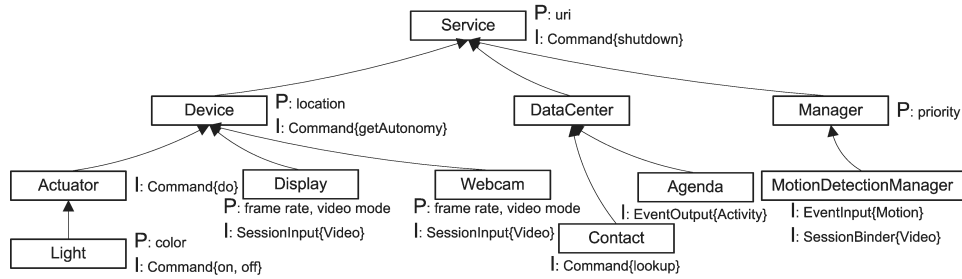 Service
P: uri
I: Command{shutdown}
Device
P: location
I: Command{getAutonomy}
DataCenter
Manager
P: priority
Actuator
I: Command{do}
Display
P: frame rate, video mode
I: SessionInput{Video}
Webcam
P: frame rate, video mode
I: SessionInput{Video}
Agenda
I: EventOutput{Activity}
MotionDetectionManager
I: EventInput{Motion}
I: SessionBinder{Video}
Light
P: color
I: Command{on, off}
Contact
I: Command{lookup}